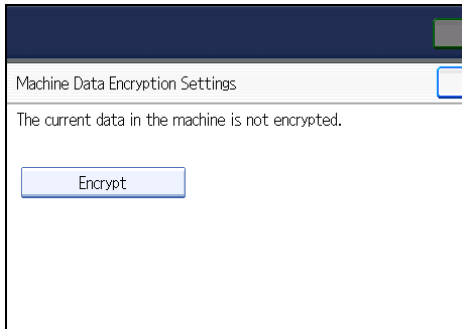 Machine Data Encryption Settings
The current data in the machine is not encrypted.
Encrypt